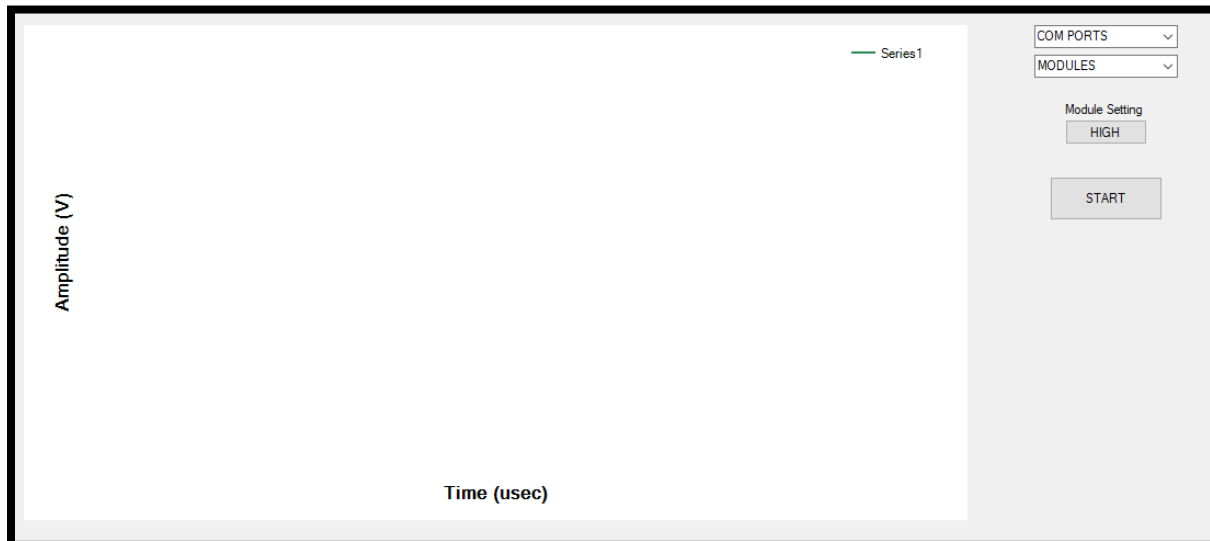 Series1
Amplitude (V)
Time (usec)
COM PORTS
MODULES
Module Setting
HIGH
START